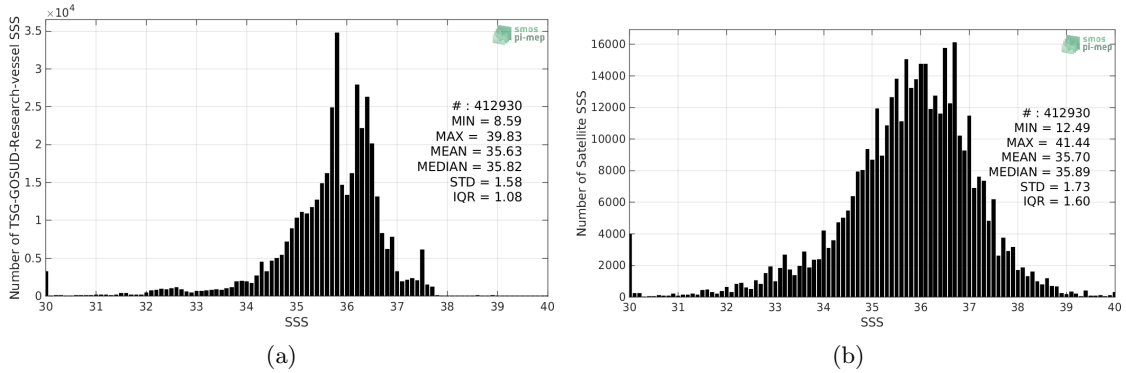 ×10⁴
3.5
3
2.5
2
1.5
1
0.5
0
Number of TSG-GOSUD-Research-vessel SSS
smos
pi-mep
# : 412930
MIN = 8.59
MAX = 39.83
MEAN = 35.63
MEDIAN = 35.82
STD = 1.58
IQR = 1.08
30 31 32 33 34 35 36 37 38 39 40
SSS
(a)
16000
14000
12000
10000
8000
6000
4000
2000
0
Number of Satellite SSS
smos
pi-mep
# : 412930
MIN = 12.49
MAX = 41.44
MEAN = 35.70
MEDIAN = 35.89
STD = 1.73
IQR = 1.60
30 31 32 33 34 35 36 37 38 39 40
SSS
(b)